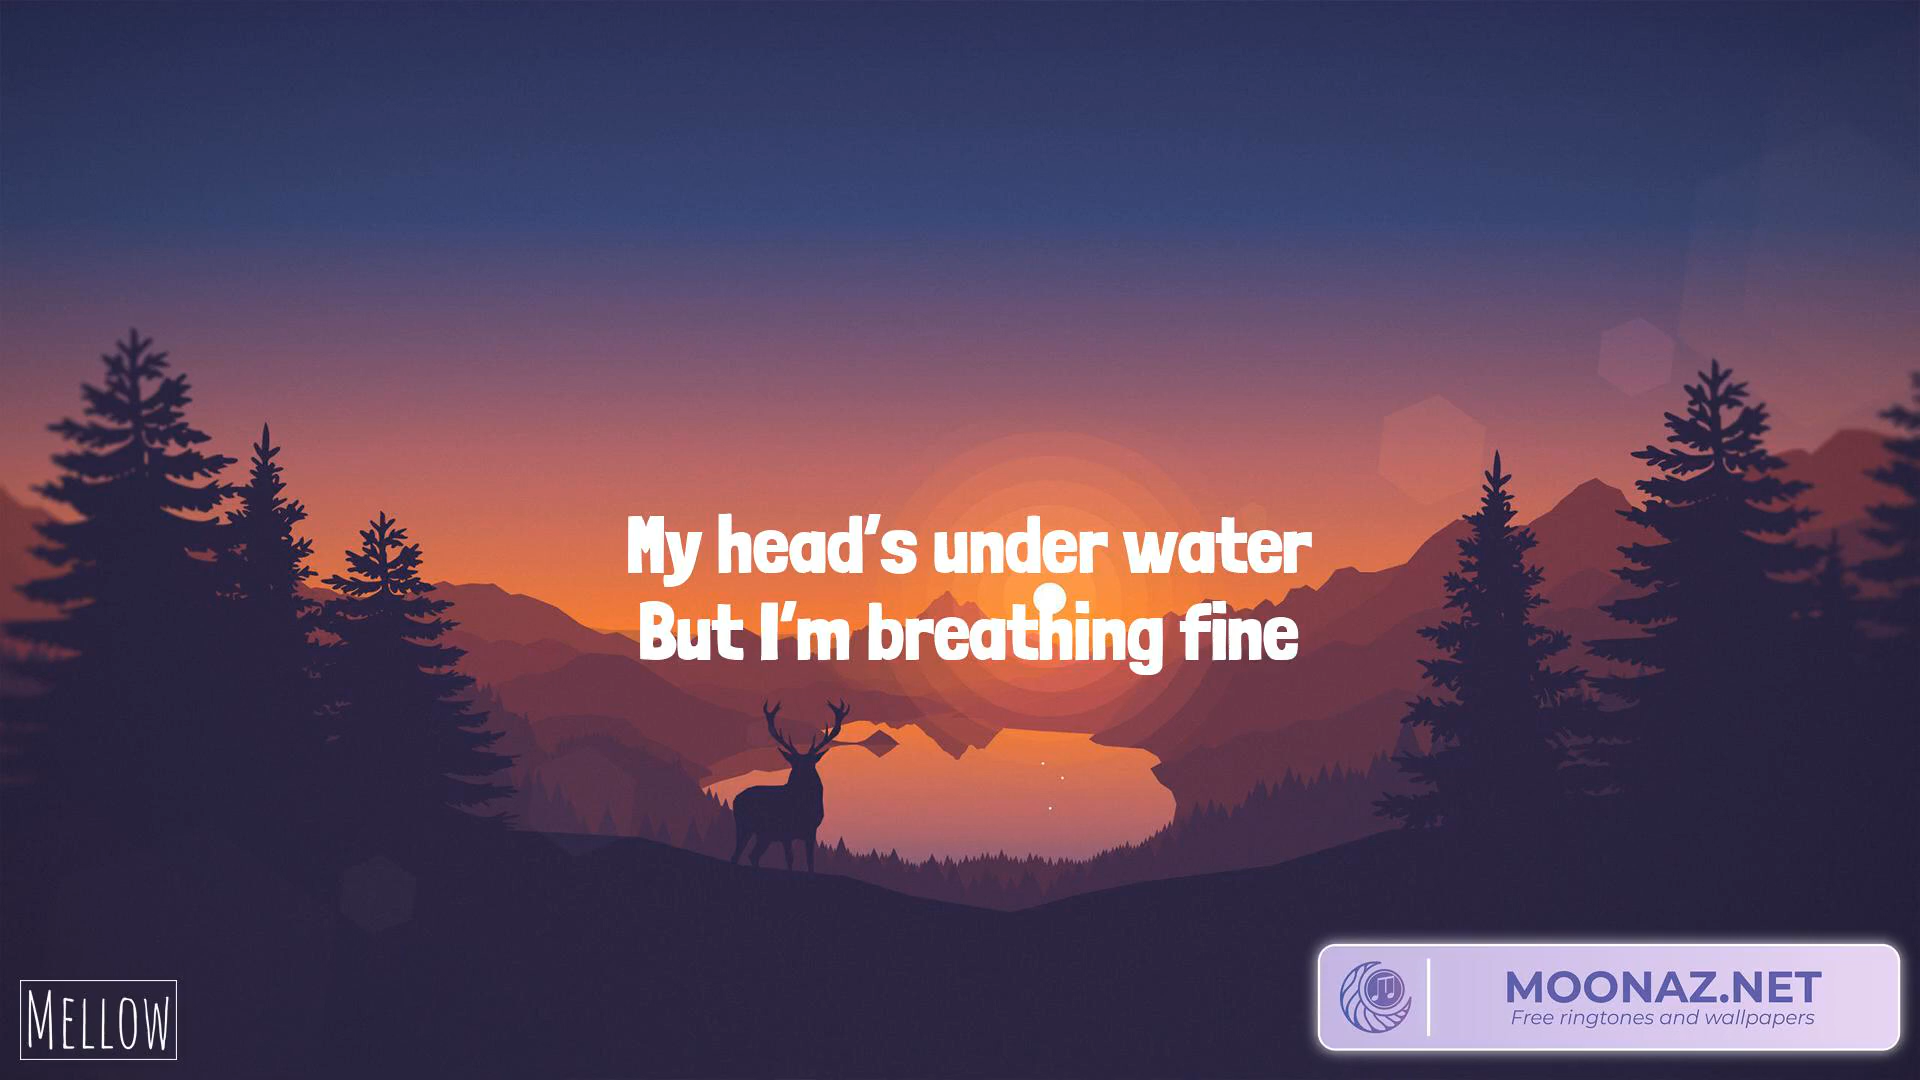 My head's under water
But I'm breathing fine
MELLOW
MOONAZ.NET
Free ringtones and wallpapers